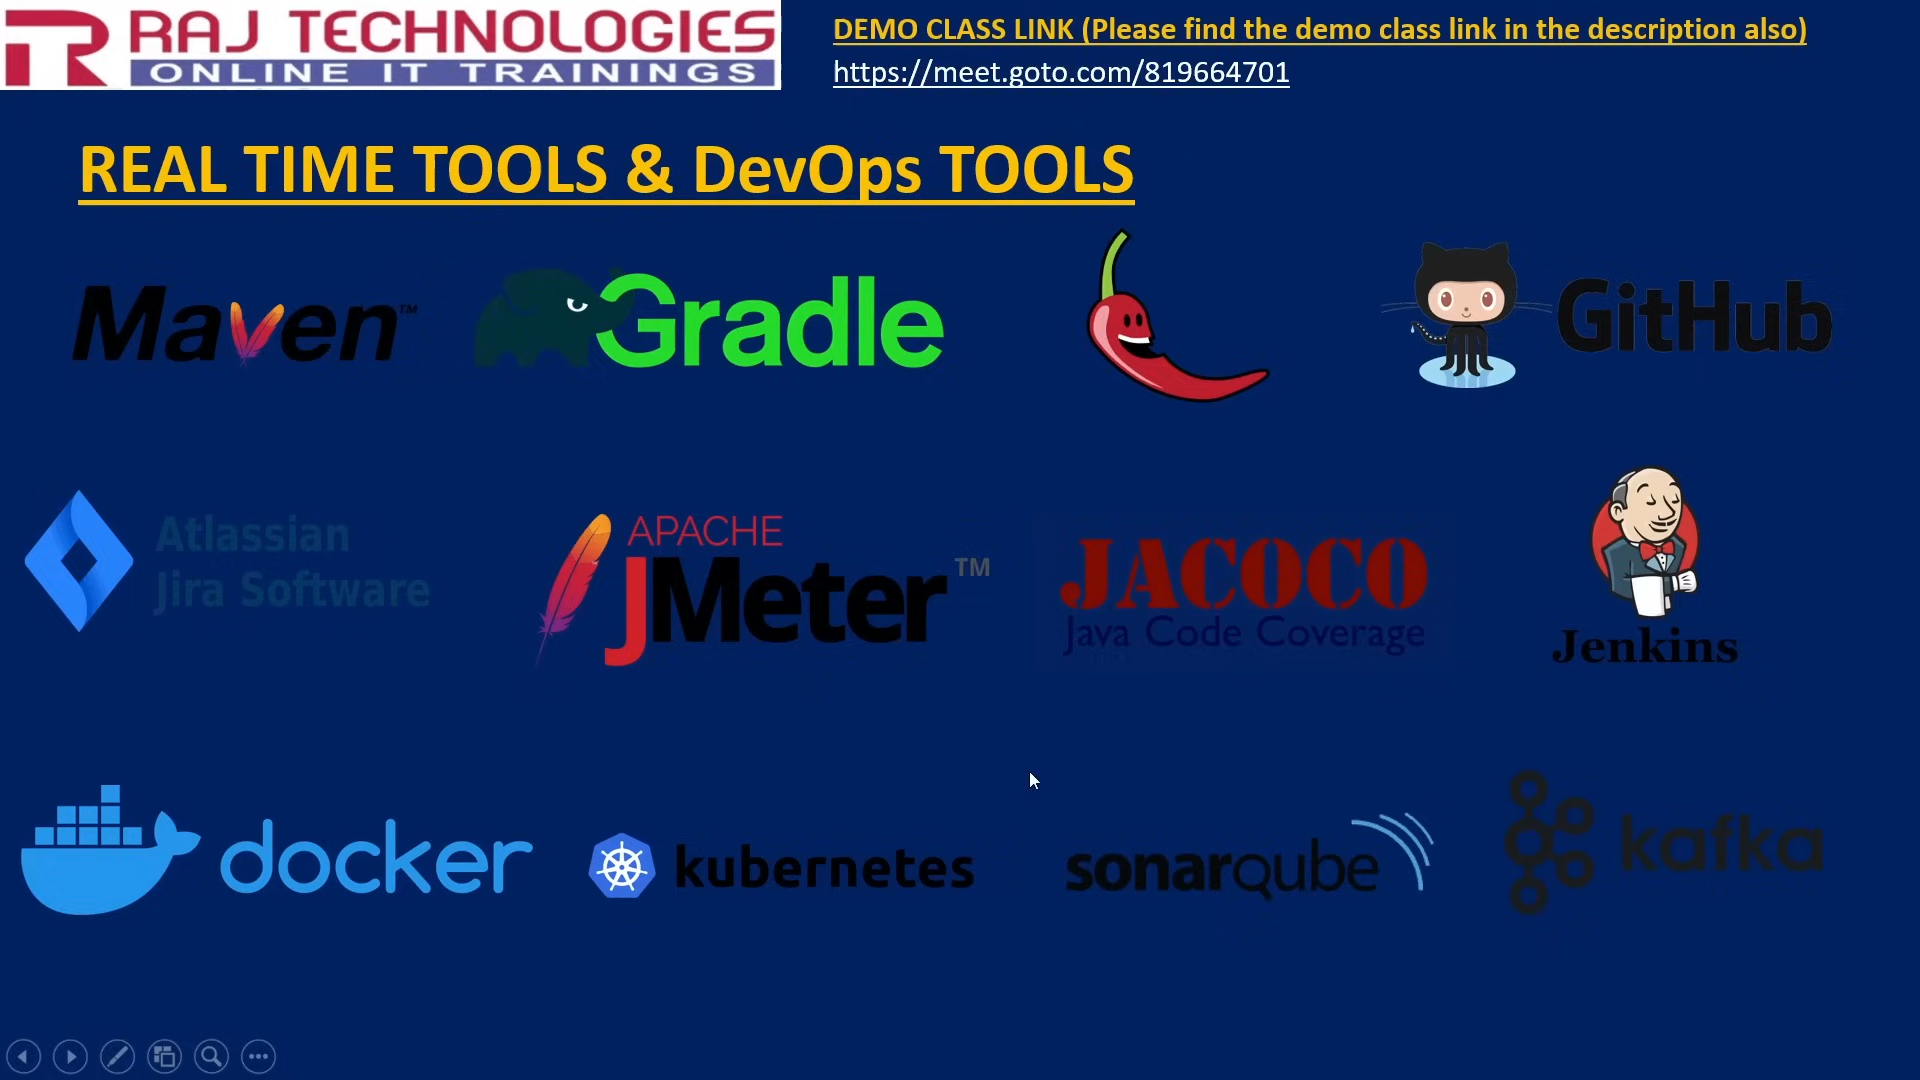 RAJ TECHNOLOGIES
ONLINE IT TRAININGS
DEMO CLASS LINK (Please find the demo class link in the description also)
https://meet.goto.com/819664701
REAL TIME TOOLS & DevOps TOOLS
Maven™
Gradle
GitHub
Atlassian
Jira Software
APACHE
JMeter™
JACOCO
Java Code Coverage
Jenkins
docker
kubernetes
sonarqube
kafka